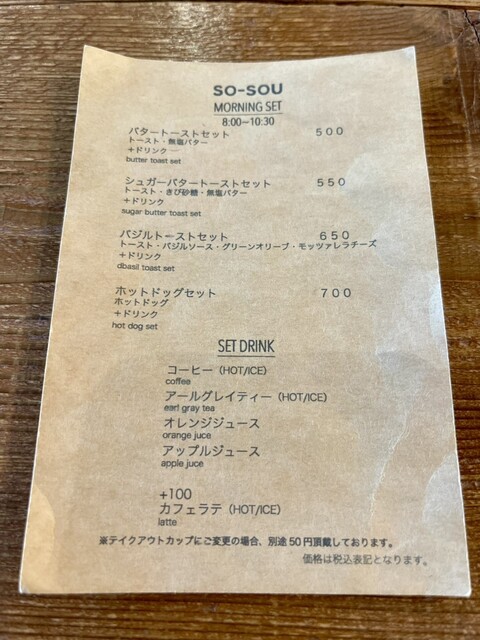 SO-SOU
MORNING SET
8:00~10:30
バタートーストセット 500
トースト・無塩バター
＋ドリンク
butter toast set
シュガーバタートーストセット 550
トースト・きび砂糖・無塩バター
＋ドリンク
sugar butter toast set
バジルトーストセット 650
トースト・バジルソース・グリーンオリーブ・モッツァレラチーズ
＋ドリンク
dbasil toast set
ホットドッグセット 700
ホットドッグ
＋ドリンク
hot dog set
SET DRINK
コーヒー（HOT/ICE）
coffee
アールグレイティー（HOT/ICE）
earl gray tea
オレンジジュース
orange juce
アップルジュース
apple juce
+100
カフェラテ（HOT/ICE）
latte
※テイクアウトカップにご変更の場合、別途50円頂戴しております。
価格は税込表記となります。